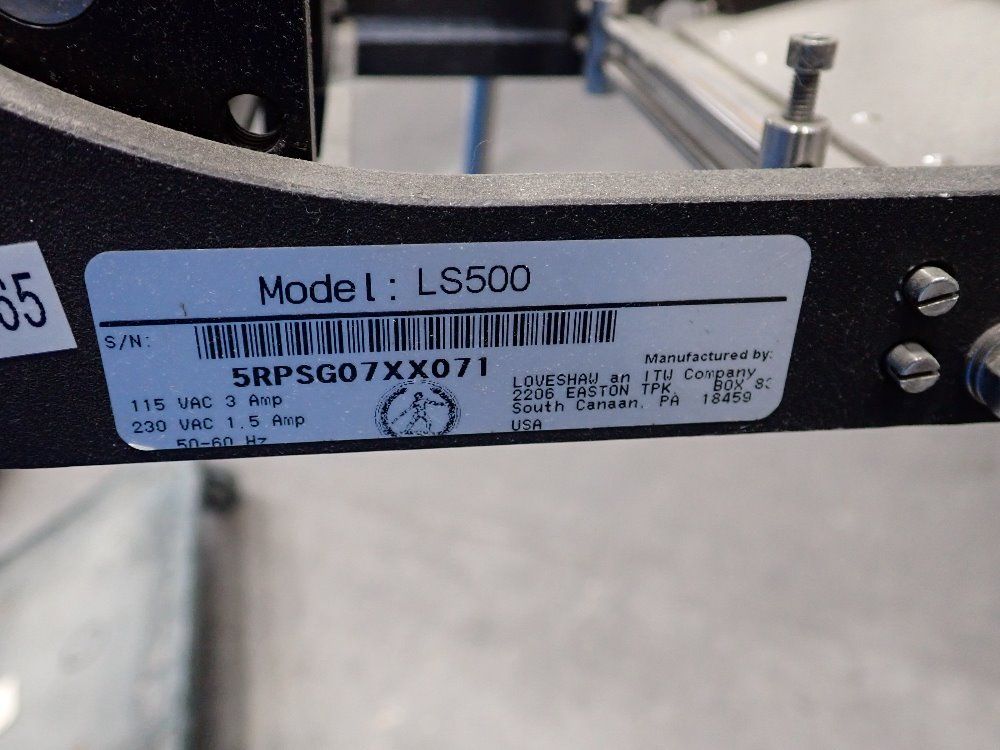 65
Model: LS500
S/N:
5RPSG07XX071
115 VAC 3 Amp
230 VAC 1.5 Amp
50-60 Hz
Manufactured by:
LOVESHAW an ITW Company
2206 EASTON TPK. BOX
South Canaan, PA 18459
USA